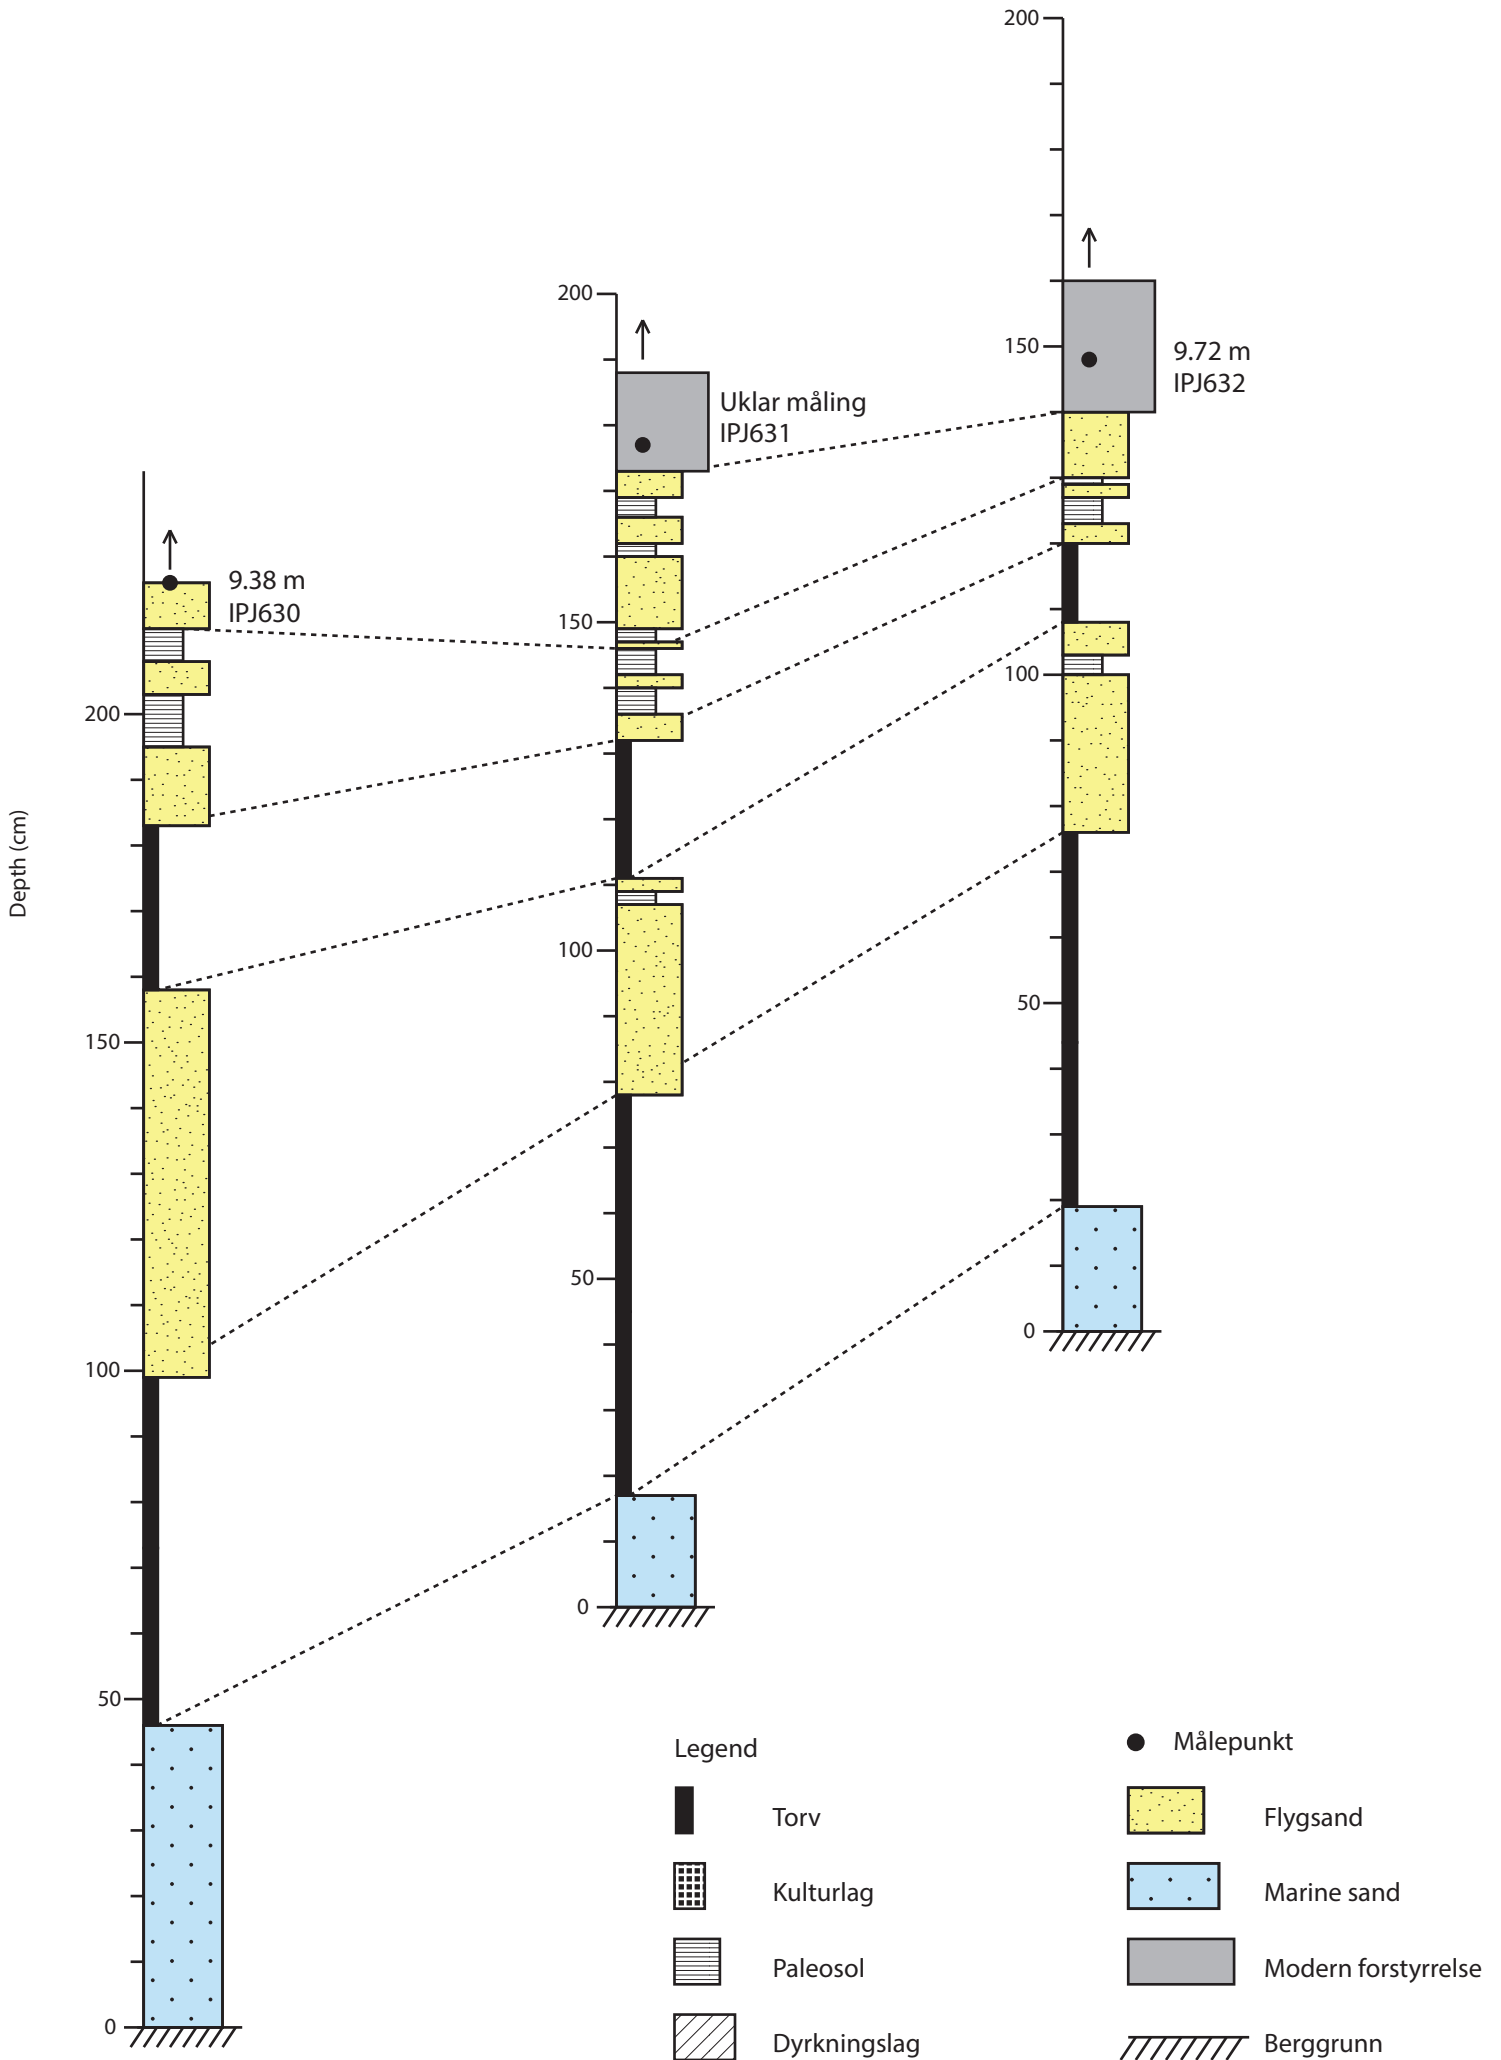 200
150
100
50
0
9.72 m
IPJ632
200
150
100
50
0
Uklar måling
IPJ631
200
150
100
50
0
9.38 m
IPJ630
Depth (cm)
Legend
Torv
Kulturlag
Paleosol
Dyrkningslag
Målepunkt
Flygsand
Marine sand
Modern forstyrrelse
Berggrunn